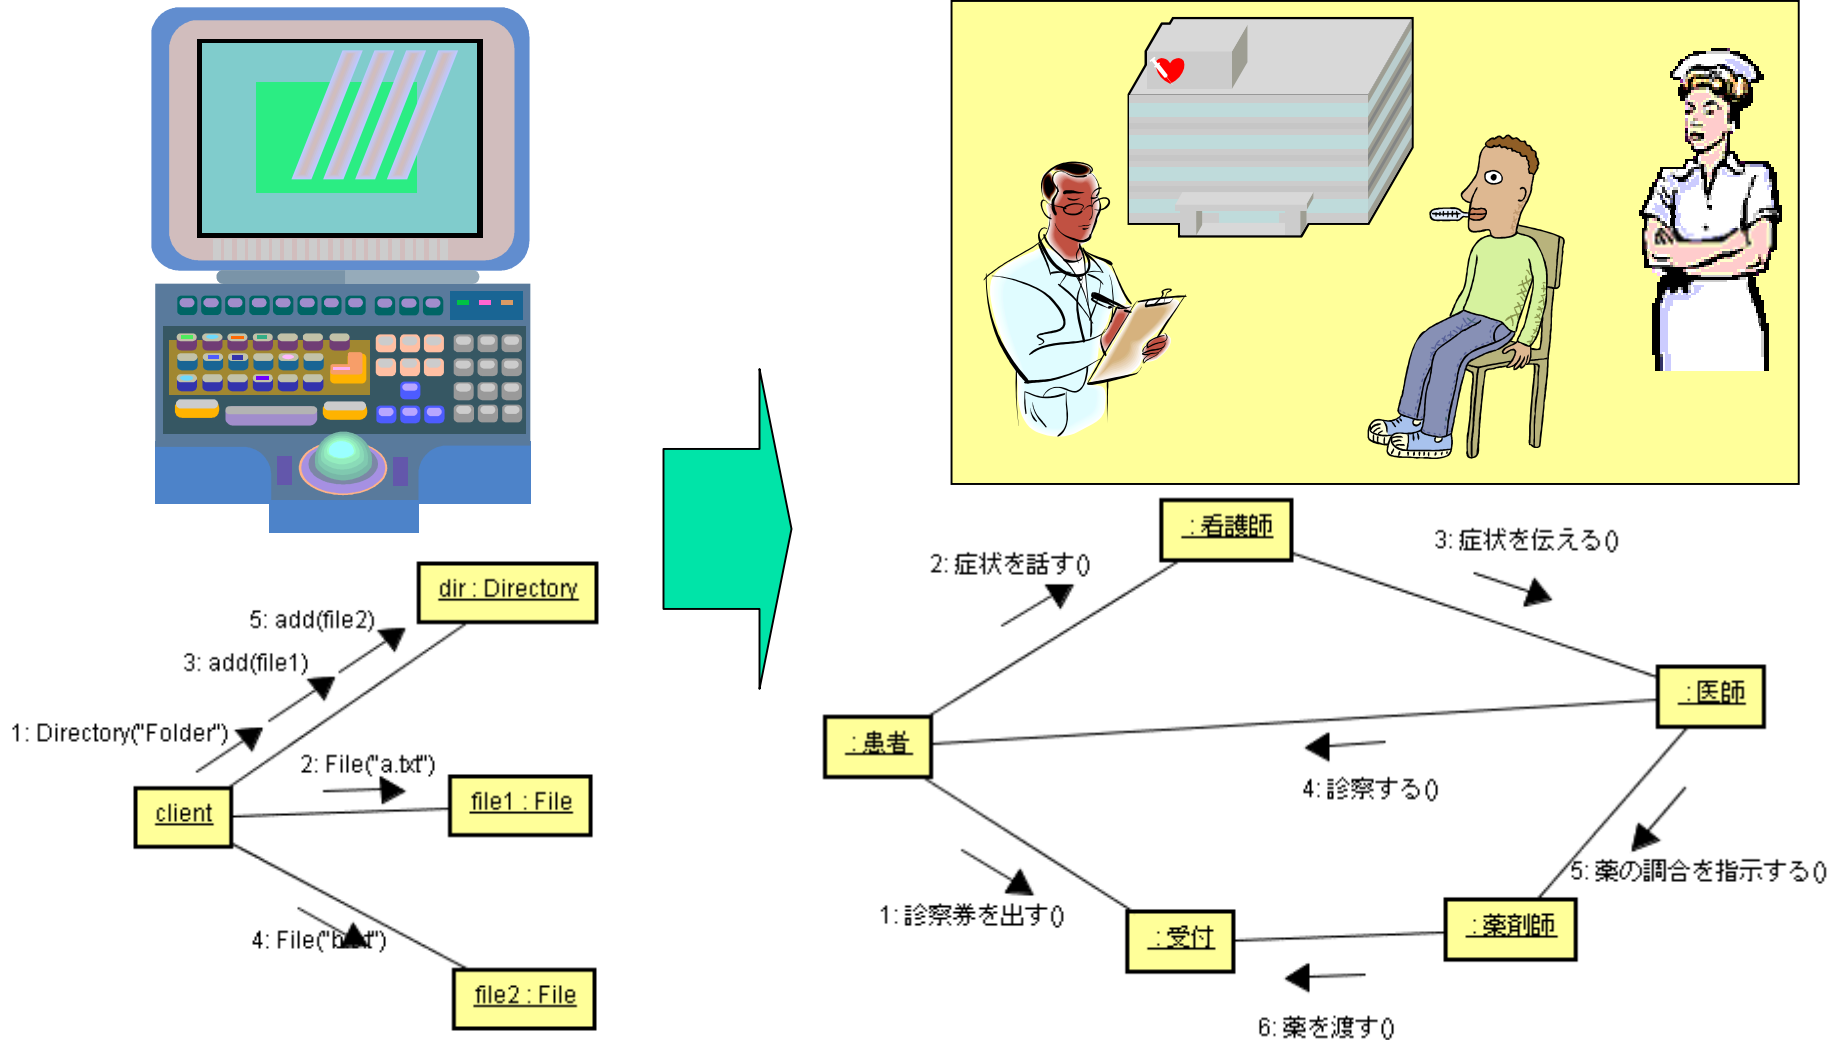 dir : Directory
5: add(file2)
3: add(file1)
1: Directory("Folder")
2: File("a.txt")
client
file1 : File
4: File("b.txt")
file2 : File
: 看護師
2: 症状を話す()
3: 症状を伝える()
: 医師
: 患者
4: 診察する()
5: 薬の調合を指示する()
1: 診察券を出す()
: 受付
: 薬剤師
6: 薬を渡す()